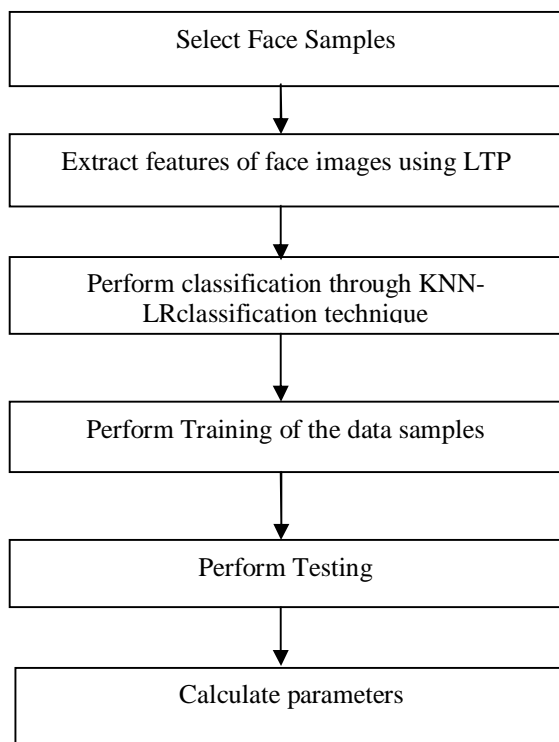 Select Face Samples
Extract features of face images using LTP
Perform classification through KNN-
LRclassification technique
Perform Training of the data samples
Perform Testing
Calculate parameters